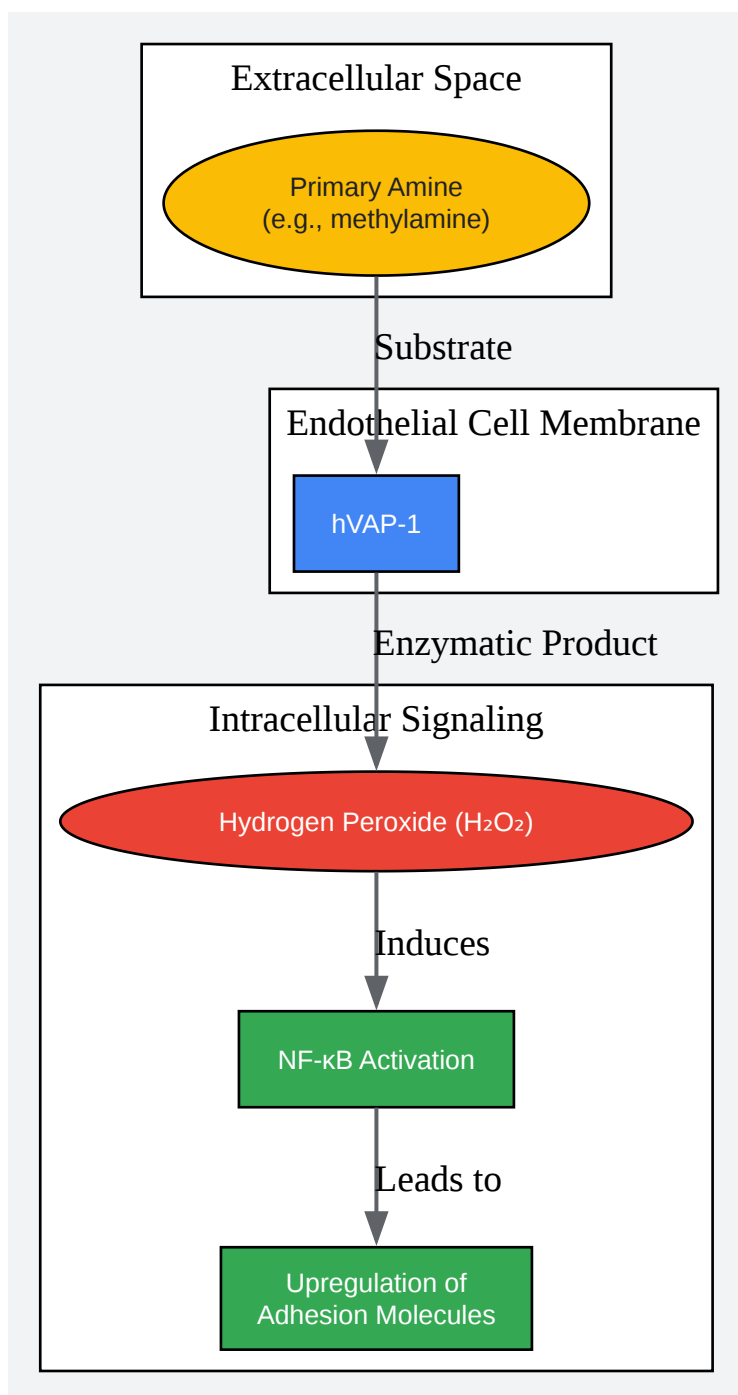 Extracellular Space
Primary Amine
(e.g., methylamine)
Substrate
Endothelial Cell Membrane
hVAP-1
Enzymatic Product
Intracellular Signaling
Hydrogen Peroxide (H₂O₂)
Induces
NF-κB Activation
Leads to
Upregulation of
Adhesion Molecules